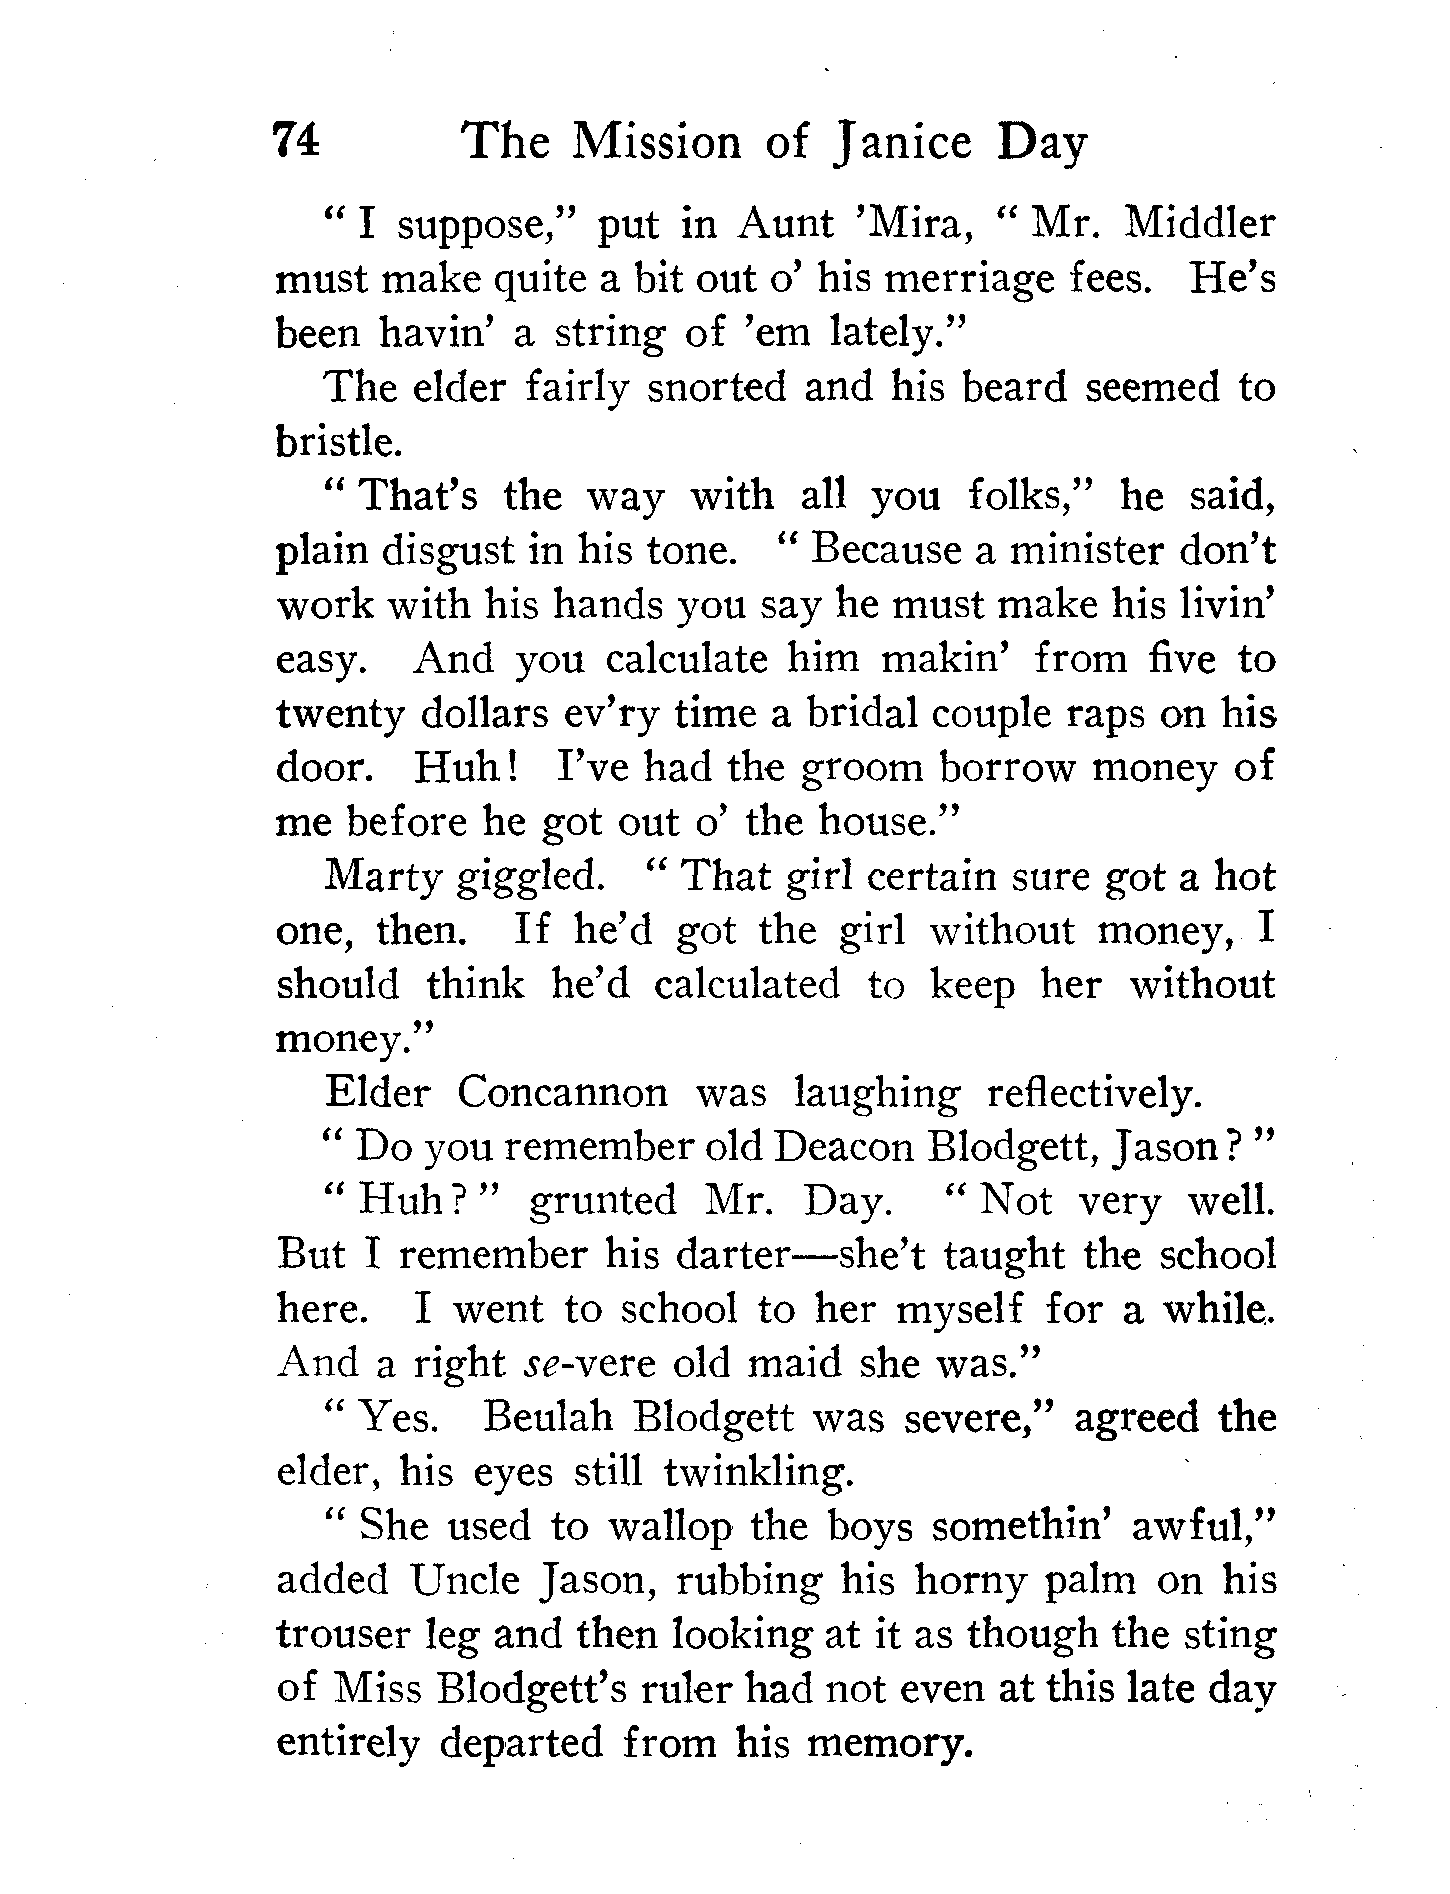 74 The Mission of Janice Day
“ I suppose,” put in Aunt ’Mira, “ Mr. Middler
must make quite a bit out o’ his merriage fees. He’s
been havin’ a string of ’em lately.”
The elder fairly snorted and his beard seemed to
bristle.
“ That’s the way with all you folks,” he said,
plain disgust in his tone. “ Because a minister don’t
work with his hands you say he must make his livin’
easy. And you calculate him makin’ from five to
twenty dollars ev’ry time a bridal couple raps on his
door. Huh! I’ve had the groom borrow money of
me before he got out o’ the house.”
Marty giggled. “ That girl certain sure got a hot
one, then. If he’d got the girl without money, I
should think he’d calculated to keep her without
money.”
Elder Concannon was laughing reflectively.
“ Do you remember old Deacon Blodgett, Jason? ”
“ Huh? ” grunted Mr. Day. “ Not very well.
But I remember his darter—she’t taught the school
here. I went to school to her myself for a while.
And a right se-vere old maid she was.”
“ Yes. Beulah Blodgett was severe,” agreed the
elder, his eyes still twinkling.
“ She used to wallop the boys somethin’ awful,”
added Uncle Jason, rubbing his horny palm on his
trouser leg and then looking at it as though the sting
of Miss Blodgett’s ruler had not even at this late day
entirely departed from his memory.